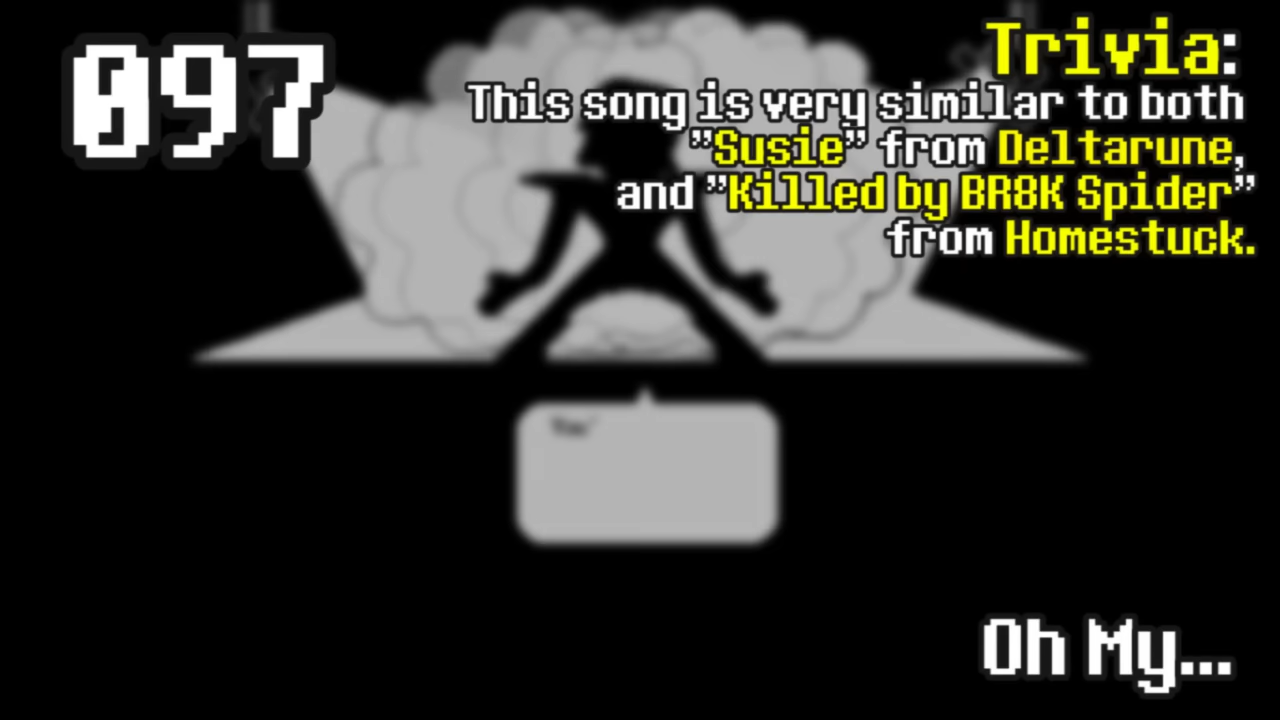 097
Trivia:
This song is very similar to both
"Susie" from Deltarune,
and "Killed by BR8K Spider"
from Homestuck.
Oh My...